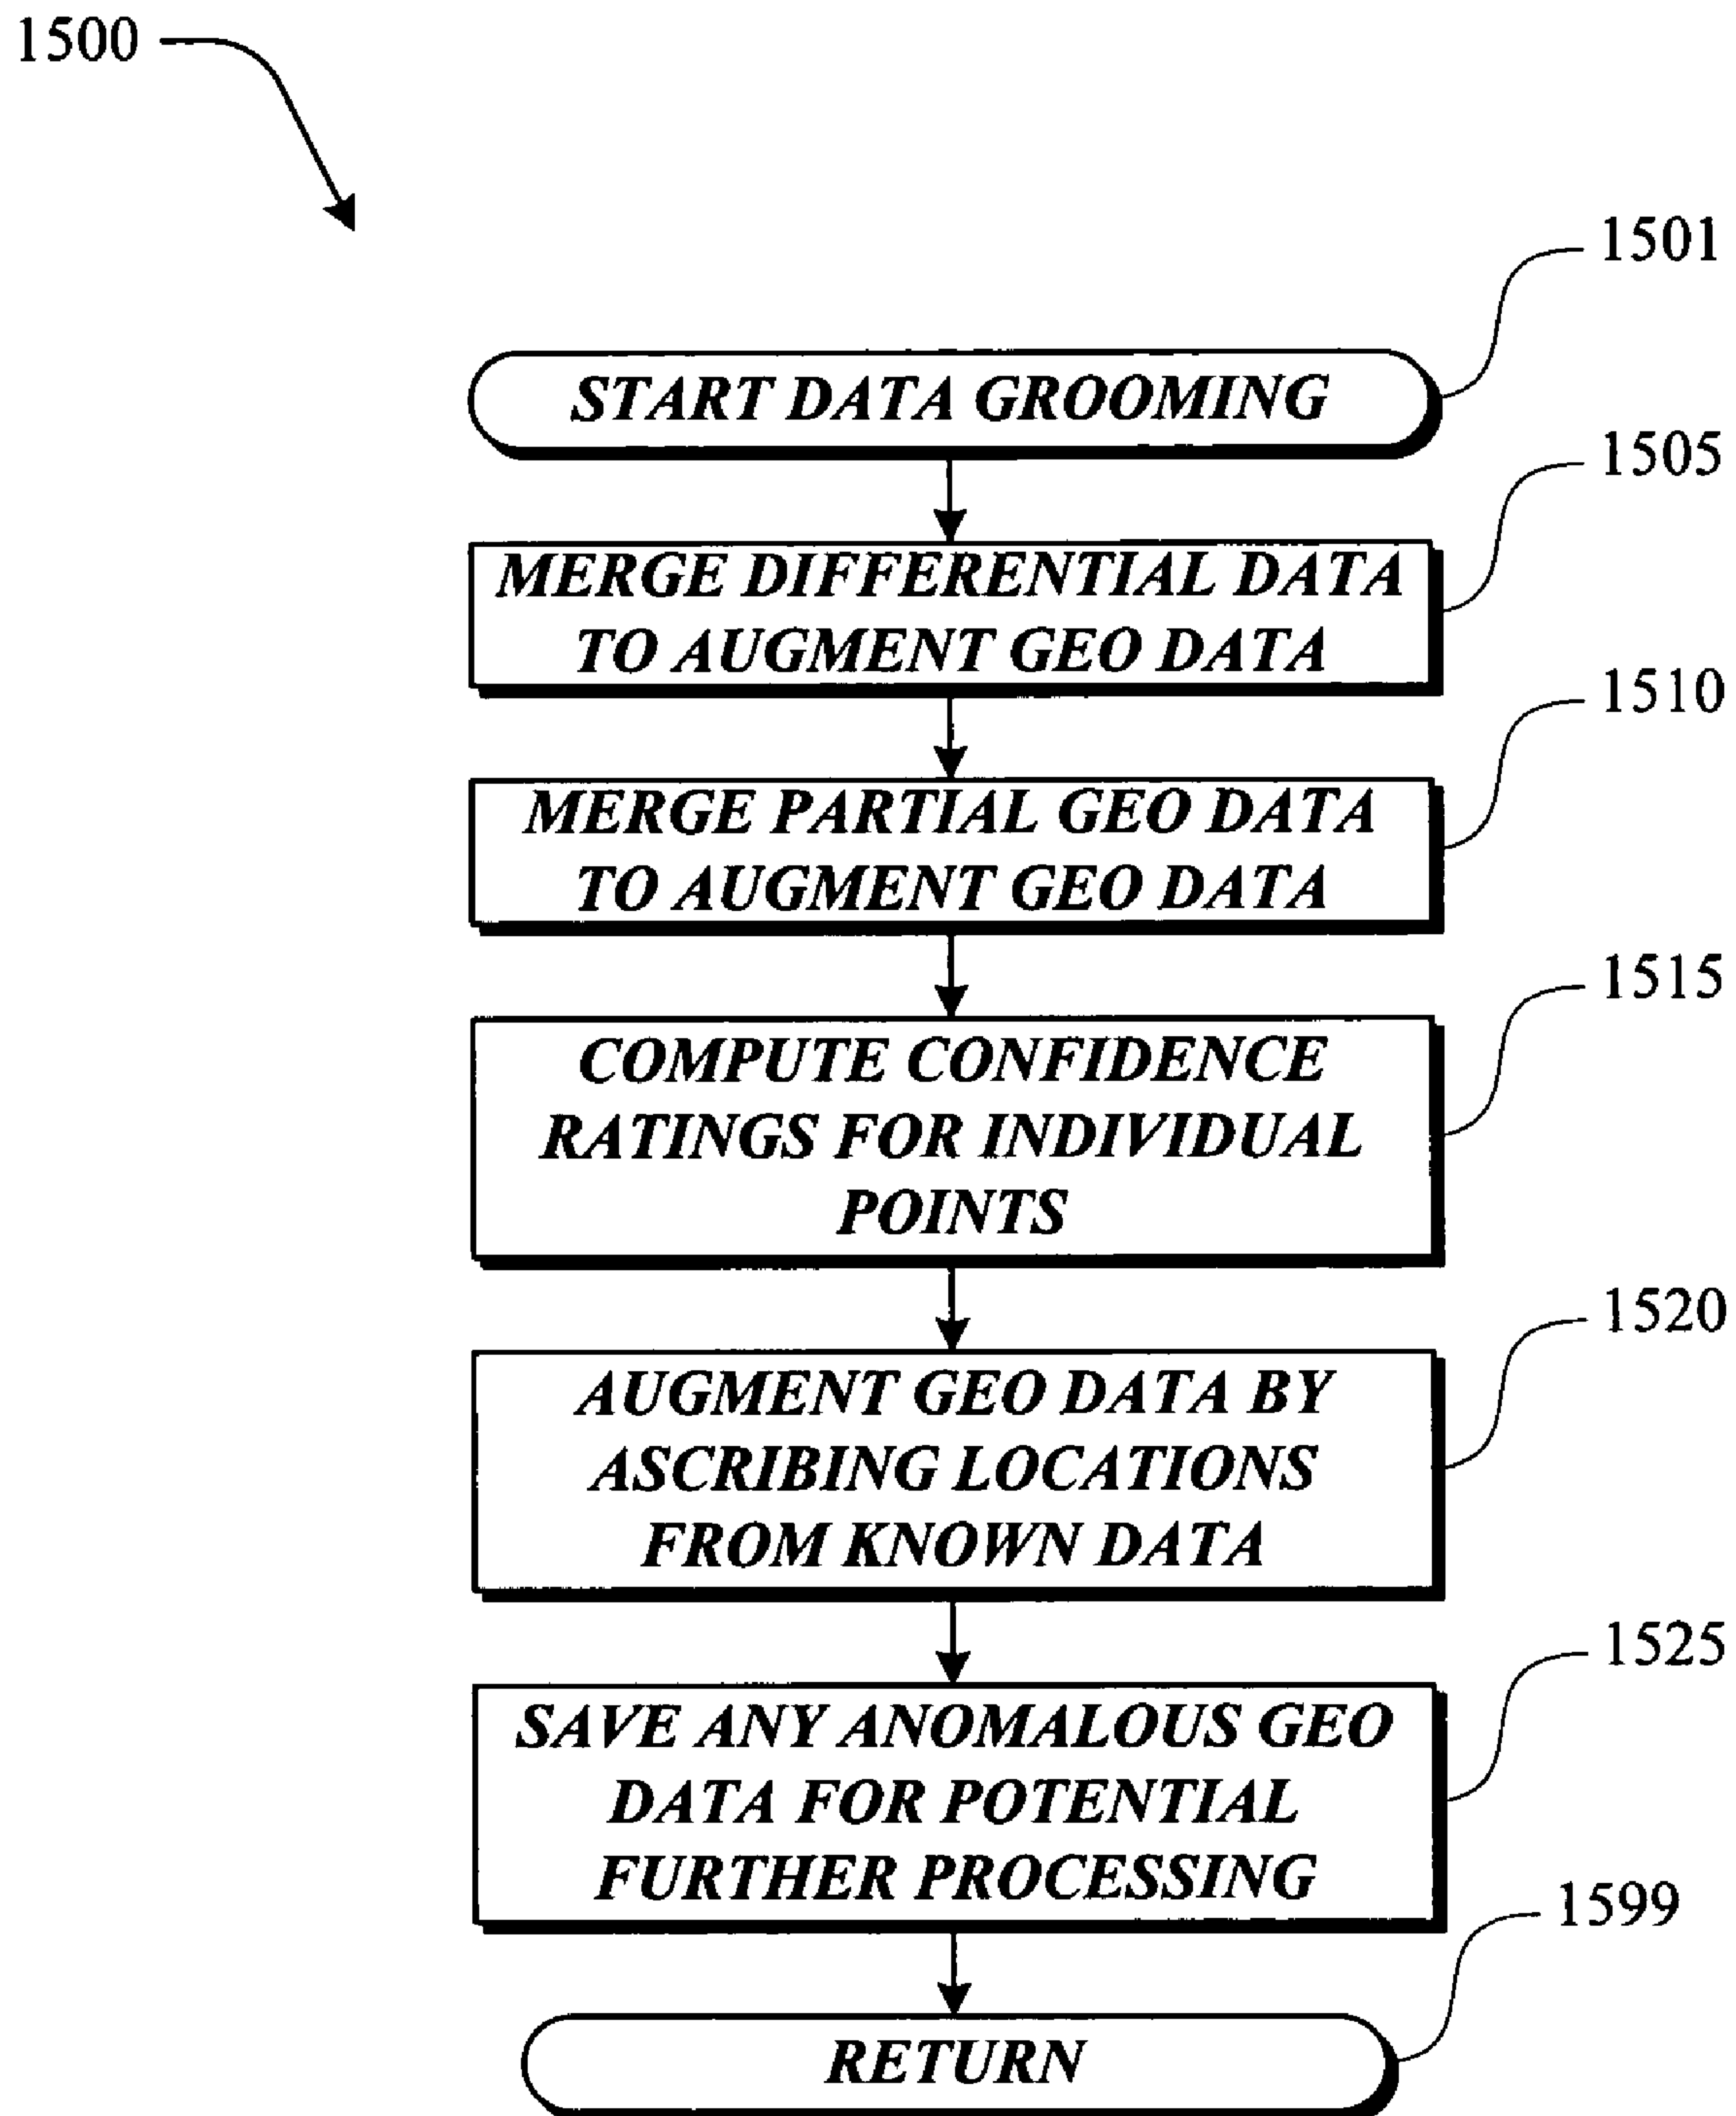 1500
1501
START DATA GROOMING
1505
MERGE DIFFERENTIAL DATA
TO AUGMENT GEO DATA
1510
MERGE PARTIAL GEO DATA
TO AUGMENT GEO DATA
1515
COMPUTE CONFIDENCE
RATINGS FOR INDIVIDUAL
POINTS
1520
AUGMENT GEO DATA BY
ASCRIBING LOCATIONS
FROM KNOWN DATA
1525
SAVE ANY ANOMALOUS GEO
DATA FOR POTENTIAL
FURTHER PROCESSING
1599
RETURN